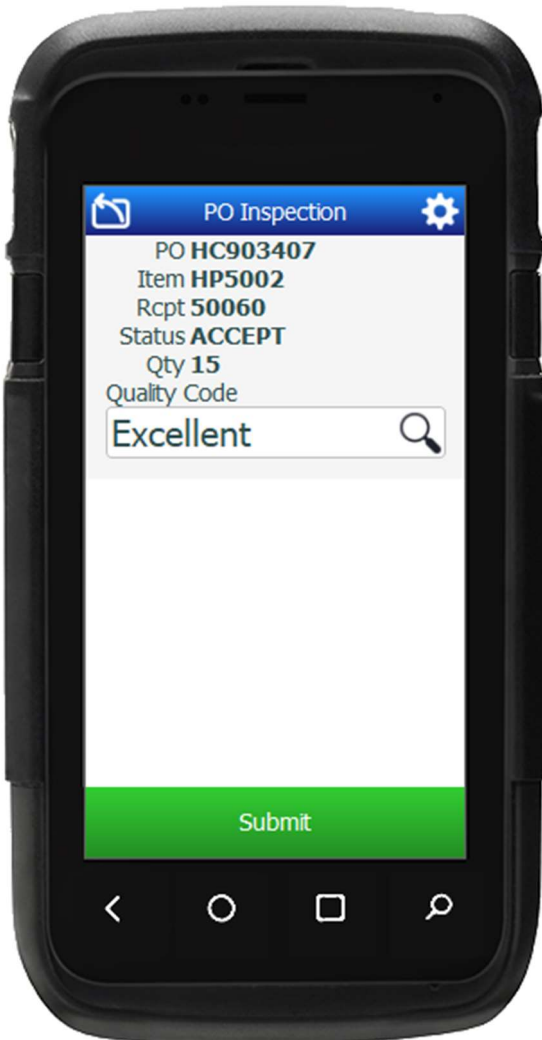 PO Inspection
PO HC903407
Item HP5002
Rcpt 50060
Status ACCEPT
Qty 15
Quality Code
Excellent
Submit